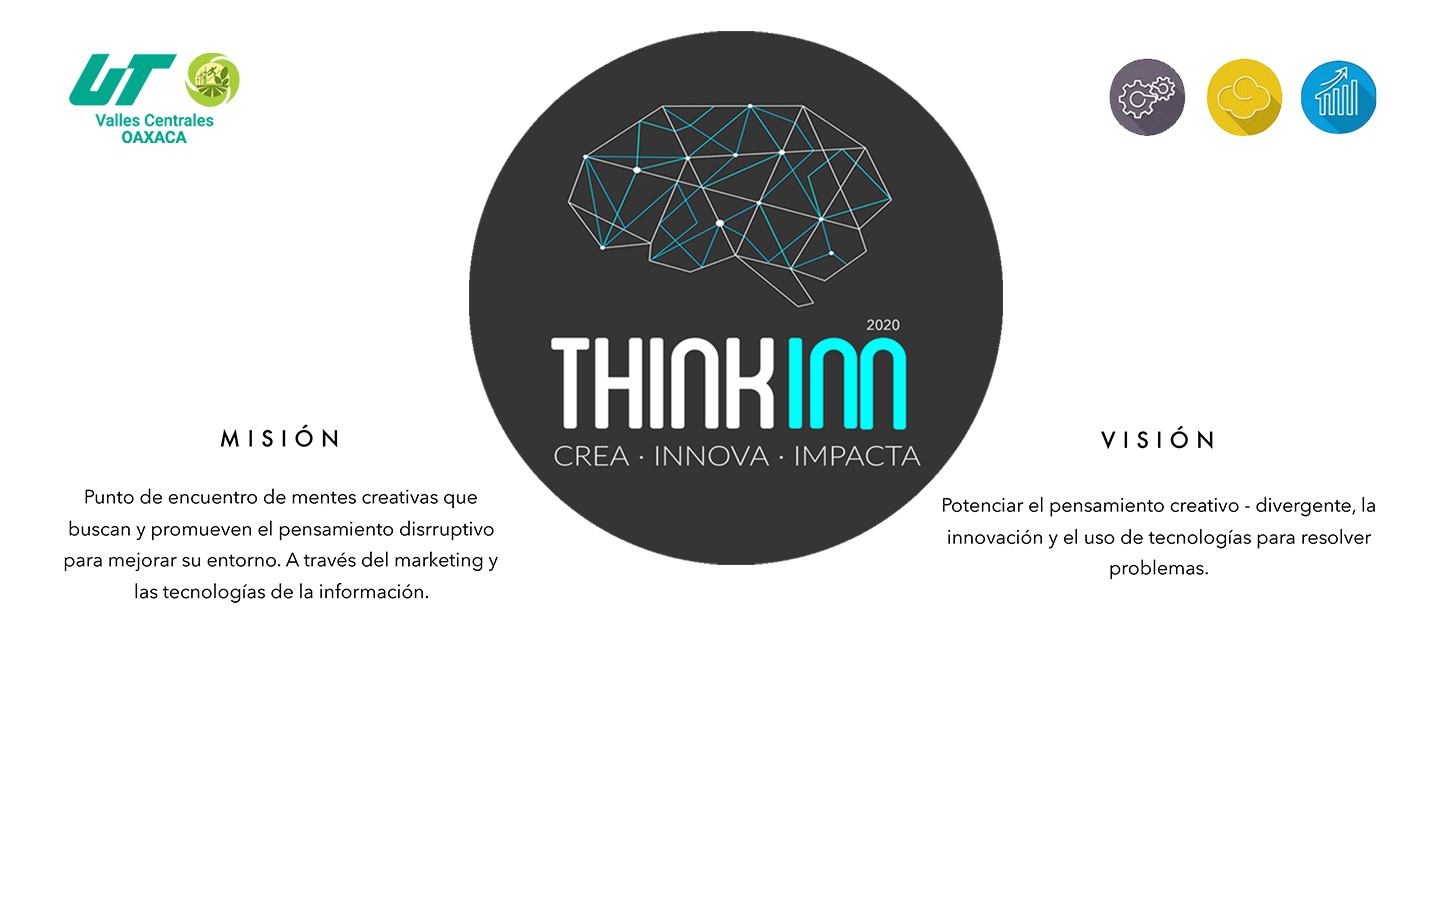 UT
Valles Centrales
OAXACA
2020
THINK INN
CREA · INNOVA · IMPACTA
MISIÓN
Punto de encuentro de mentes creativas que
buscan y promueven el pensamiento disrruptivo
para mejorar su entorno. A través del marketing y
las tecnologías de la información.
VISIÓN
Potenciar el pensamiento creativo - divergente, la
innovación y el uso de tecnologías para resolver
problemas.